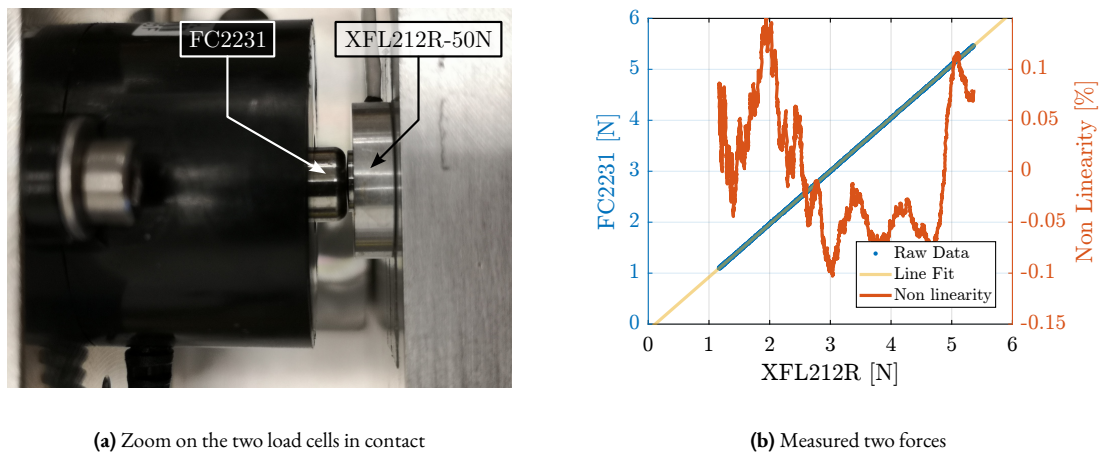 FC2231
XFL212R-50N
6
5
4
3
2
1
0
FC2231 [N]
0.1
0.05
0
-0.05
-0.1
-0.15
Non Linearity [%]
Raw Data
Line Fit
Non linearity
0 1 2 3 4 5 6
XFL212R [N]
(a) Zoom on the two load cells in contact
(b) Measured two forces